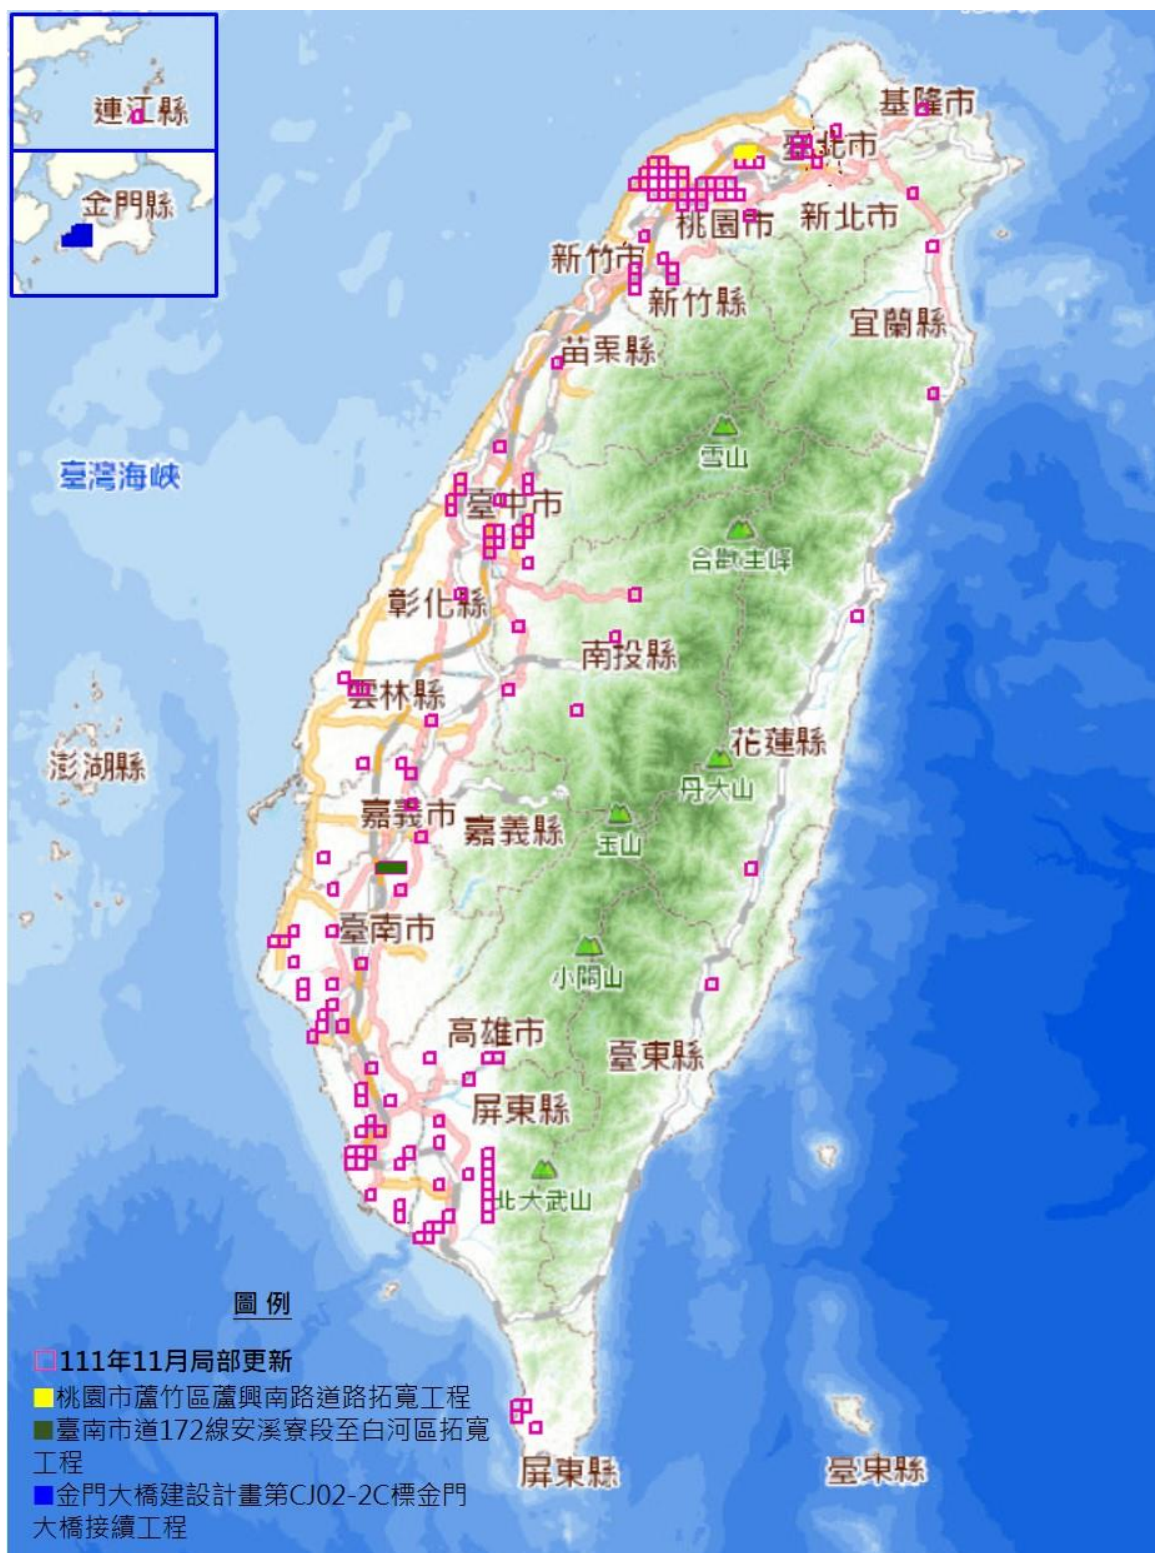 連江縣
金門縣
基隆市
臺北市
新北市
桃園市
新竹市
新竹縣
宜蘭縣
苗栗縣
雪山
臺灣海峽
臺中市
合歡主峰
彰化縣
南投縣
雲林縣
花蓮縣
澎湖縣
丹大山
嘉義市
嘉義縣
玉山
臺南市
小關山
高雄市
臺東縣
屏東縣
北大武山
圖例
111年11月局部更新
桃園市蘆竹區蘆興南路道路拓寬工程
臺南市道172線安溪寮段至白河區拓寬
工程
金門大橋建設計畫第CJ02-2C標金門
大橋接續工程
屏東縣
臺東縣